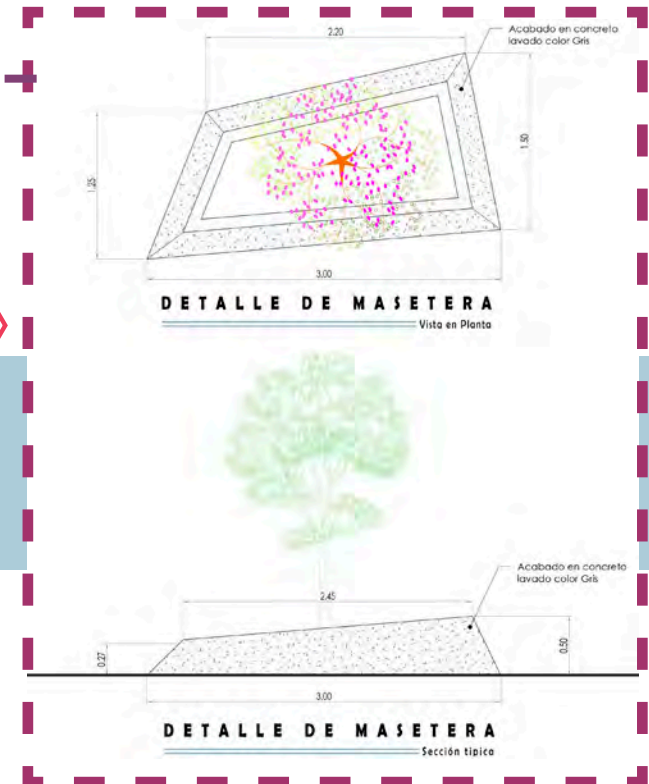 2.20
Acabado en concreto
lavado color Gris
1.25
1.50
3.00
DETALLE DE MASETERA
Vista en Planta
Acabado en concreto
lavado color Gris
2.45
0.27
0.50
3.00
DETALLE DE MASETERA
Sección tipica